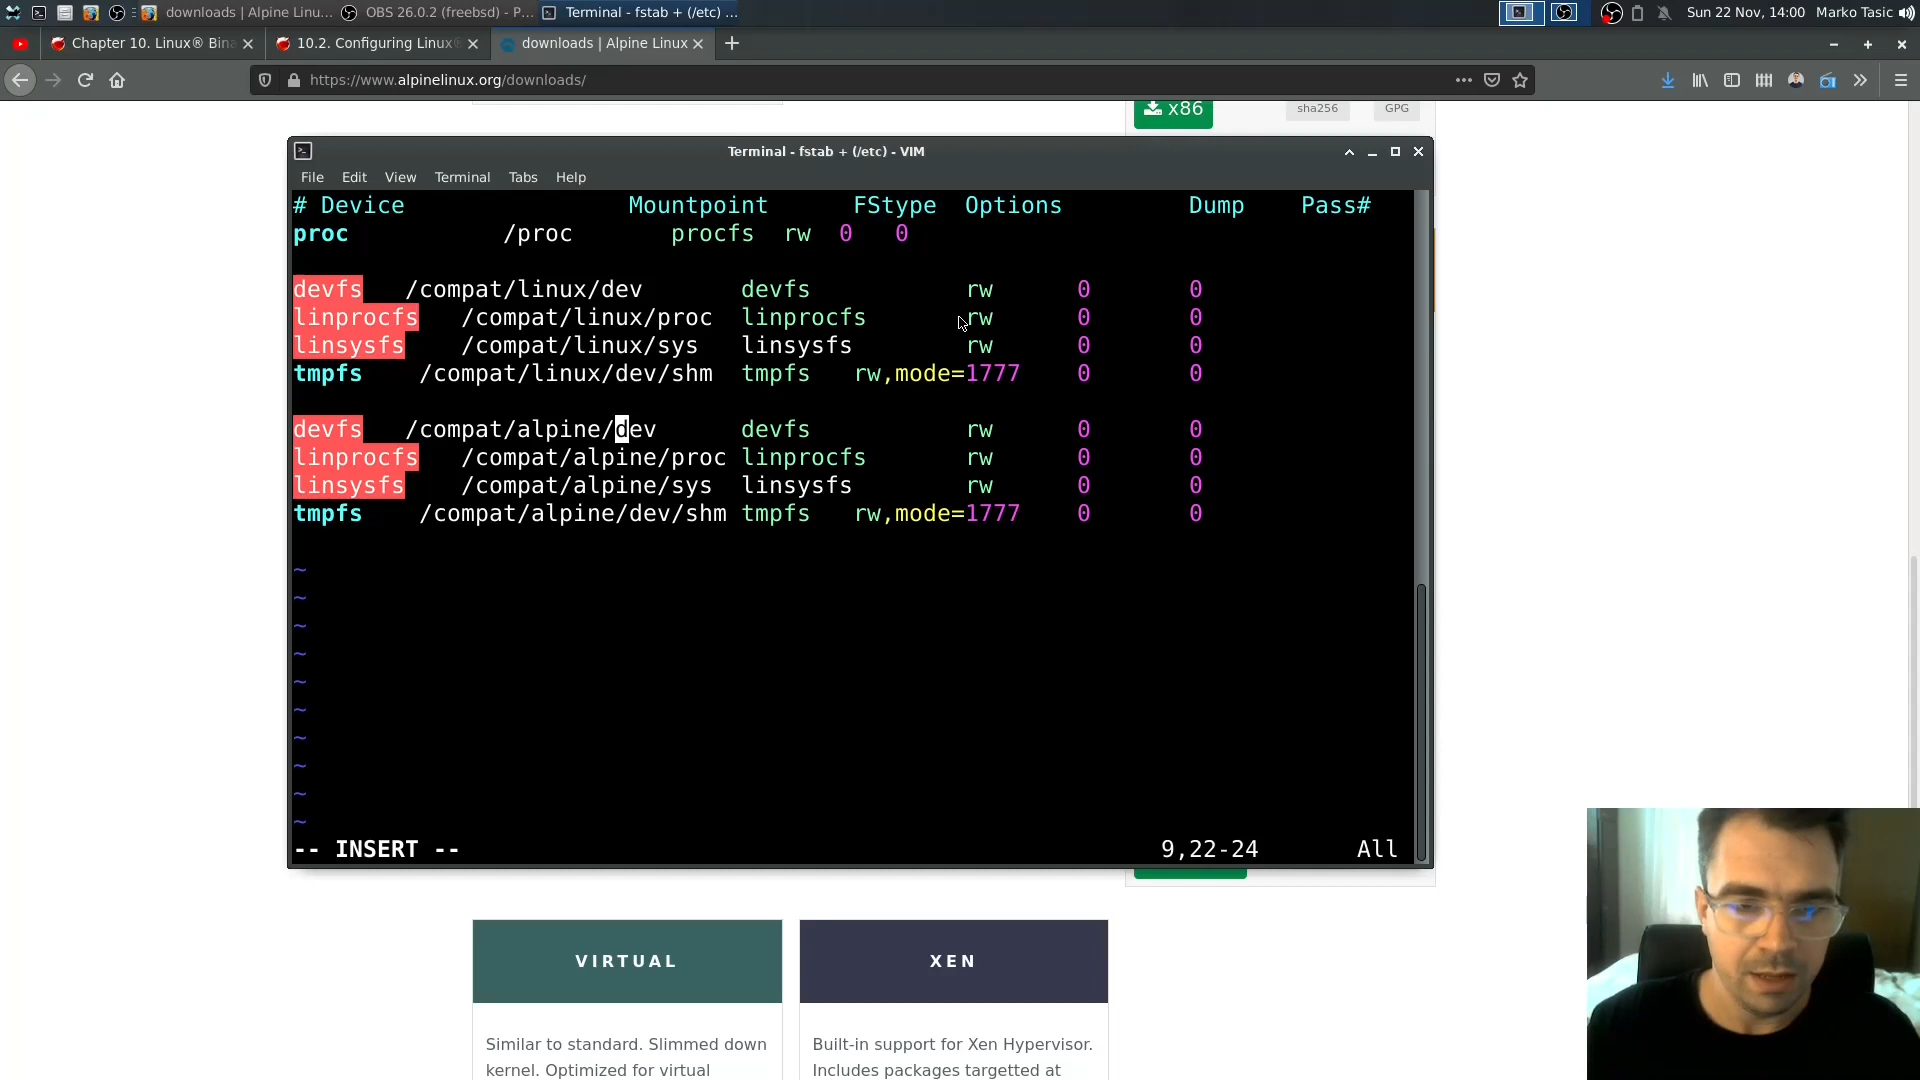 downloads | Alpine Linu... OBS 26.0.2 (freebsd) - P... Terminal - fstab + (/etc) ... Sun 22 Nov, 14:00 Marko Tasic
Chapter 10. Linux® Bina 10.2. Configuring Linux® downloads | Alpine Linux
https://www.alpinelinux.org/downloads/
x86 sha256 GPG
Terminal - fstab + (/etc) - VIM
File Edit View Terminal Tabs Help
# Device Mountpoint FStype Options Dump Pass#
proc /proc procfs rw 0 0
devfs /compat/linux/dev devfs rw 0 0
linprocfs /compat/linux/proc linprocfs rw 0 0
linsysfs /compat/linux/sys linsysfs rw 0 0
tmpfs /compat/linux/dev/shm tmpfs rw,mode=1777 0 0
devfs /compat/alpine/dev devfs rw 0 0
linprocfs /compat/alpine/proc linprocfs rw 0 0
linsysfs /compat/alpine/sys linsysfs rw 0 0
tmpfs /compat/alpine/dev/shm tmpfs rw,mode=1777 0 0
~
~
~
~
~
~
~
~
~
~
-- INSERT -- 9,22-24 All
VIRTUAL
Similar to standard. Slimmed down
kernel. Optimized for virtual
XEN
Built-in support for Xen Hypervisor.
Includes packages targetted at